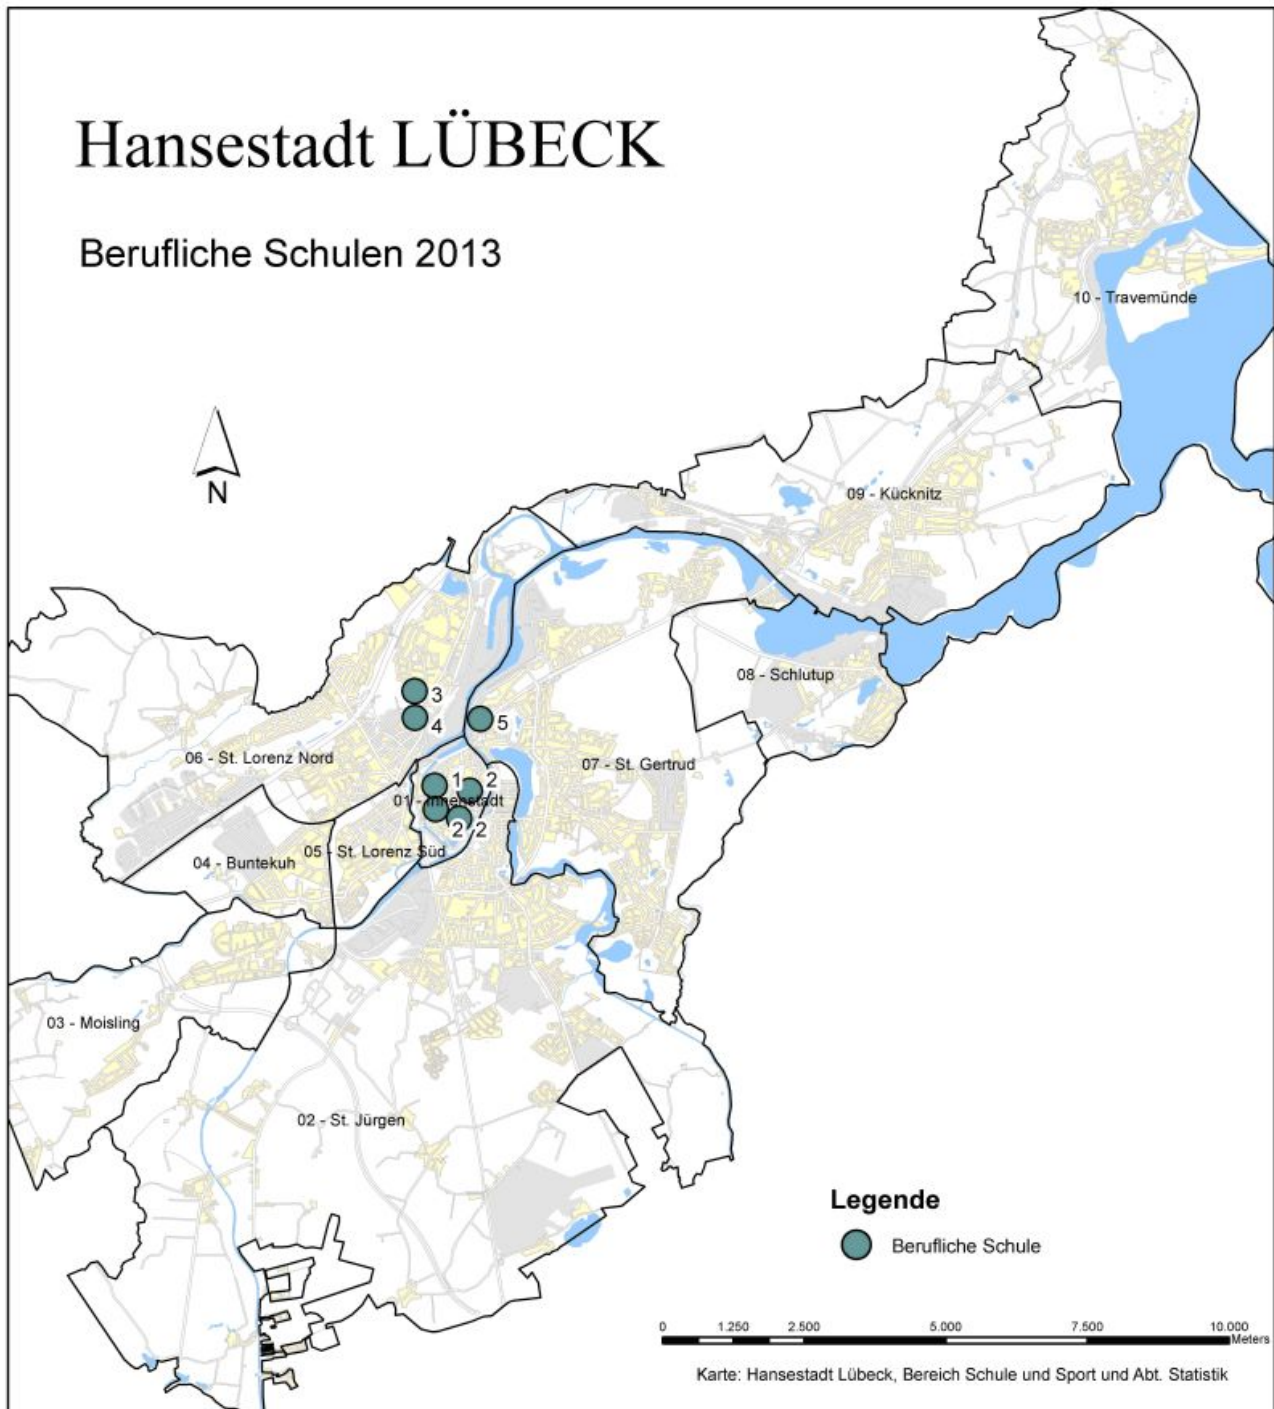 Hansestadt LÜBECK
Berufliche Schulen 2013
10 - Travemünde
N
09 - Kücknitz
08 - Schlutup
3
4
5
06 - St. Lorenz Nord
07 - St. Gertrud
1
2
01 - Innenstadt
2
2
05 - St. Lorenz Süd
04 - Buntekuh
03 - Moisling
02 - St. Jürgen
Legende
Berufliche Schule
0 1.250 2.500 5.000 7.500 10.000
Meters
Karte: Hansestadt Lübeck, Bereich Schule und Sport und Abt. Statistik